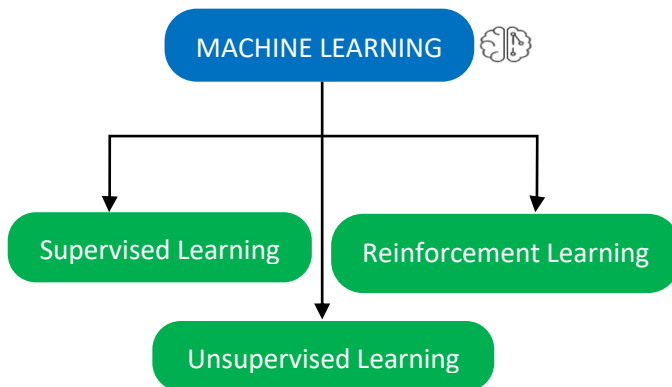 MACHINE LEARNING
Supervised Learning
Reinforcement Learning
Unsupervised Learning